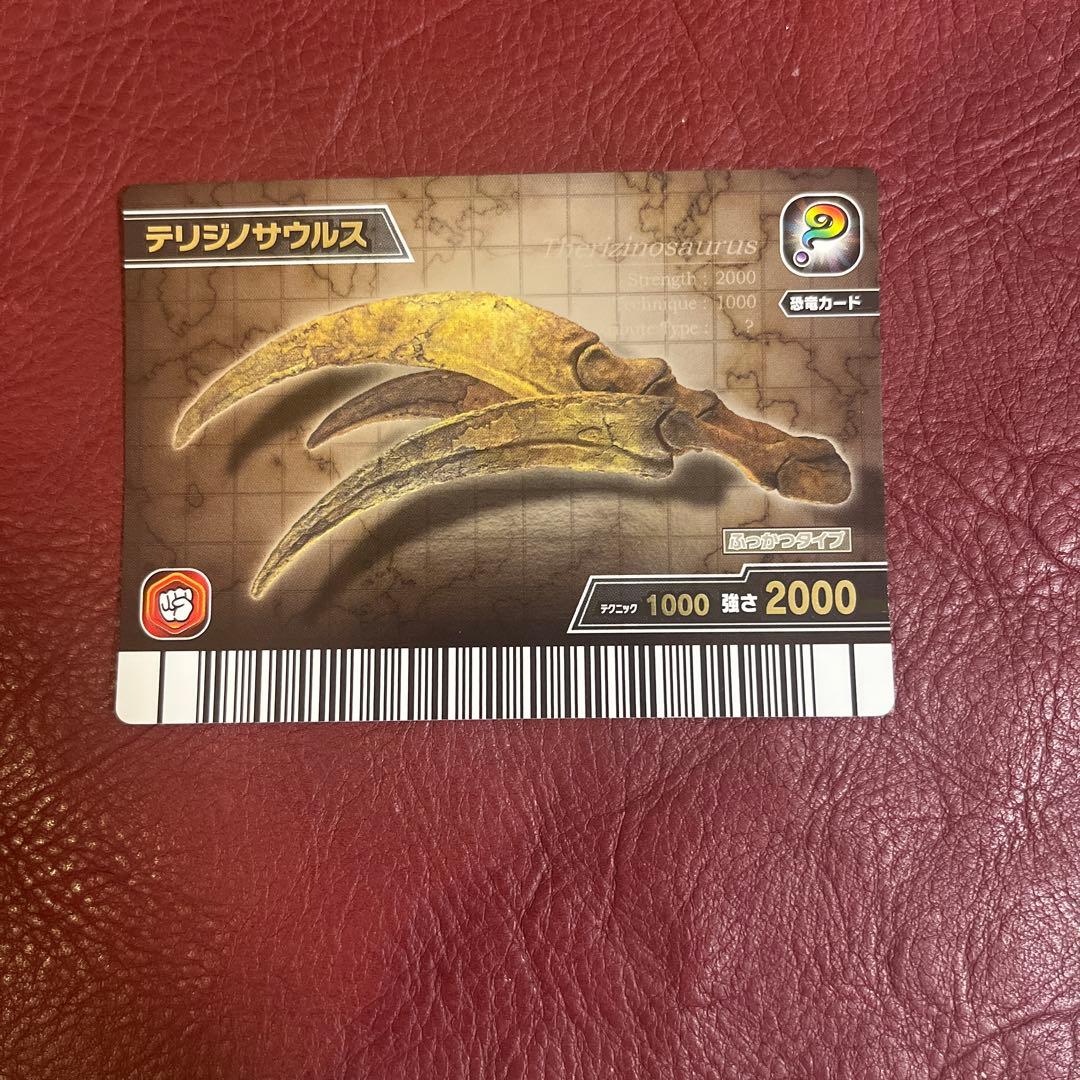 テリジノサウルス
Therizinosaurus
Strength : 2000
Technique : 1000
Type : ?
恐竜カード
ふっかつタイプ
テクニック 1000 強さ 2000